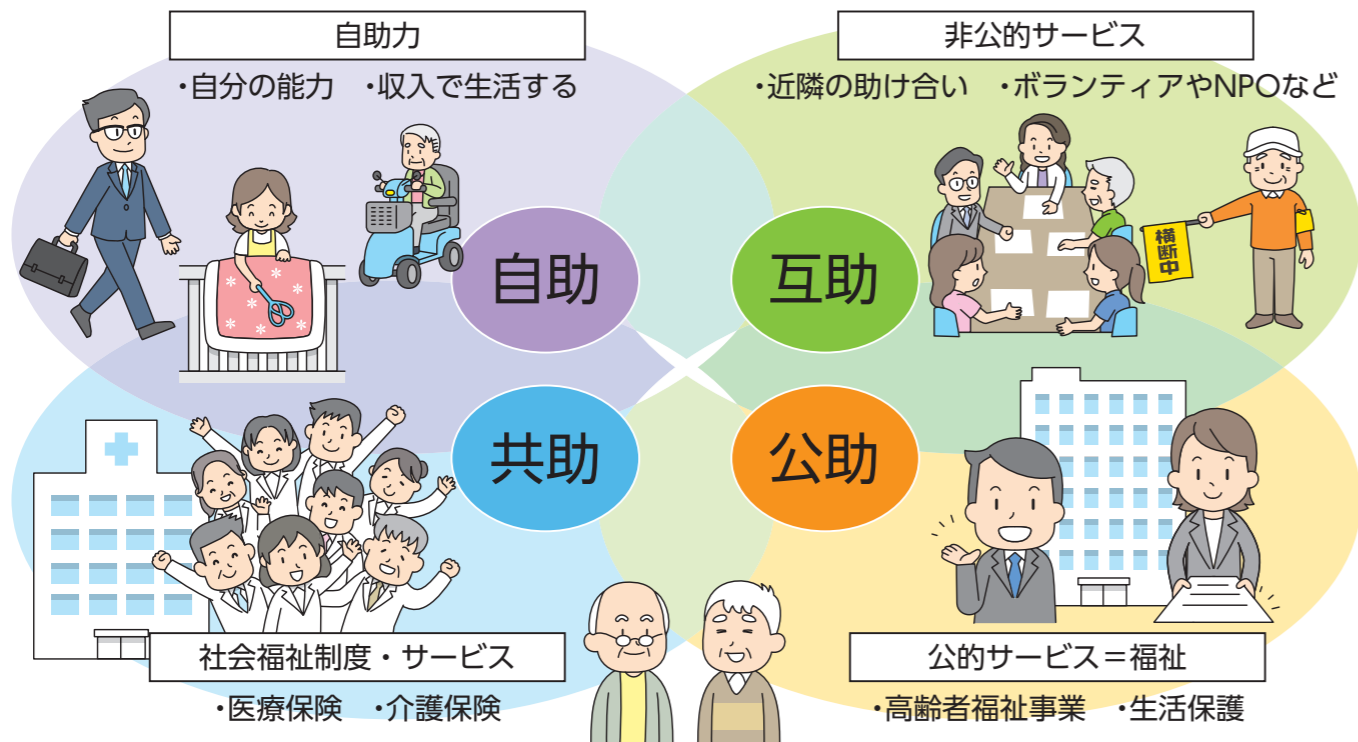 自助力
・自分の能力 ・収入で生活する
非公的サービス
・近隣の助け合い ・ボランティアやNPOなど
横断中
自助
互助
共助
公助
社会福祉制度・サービス
・医療保険 ・介護保険
公的サービス=福祉
・高齢者福祉事業 ・生活保護